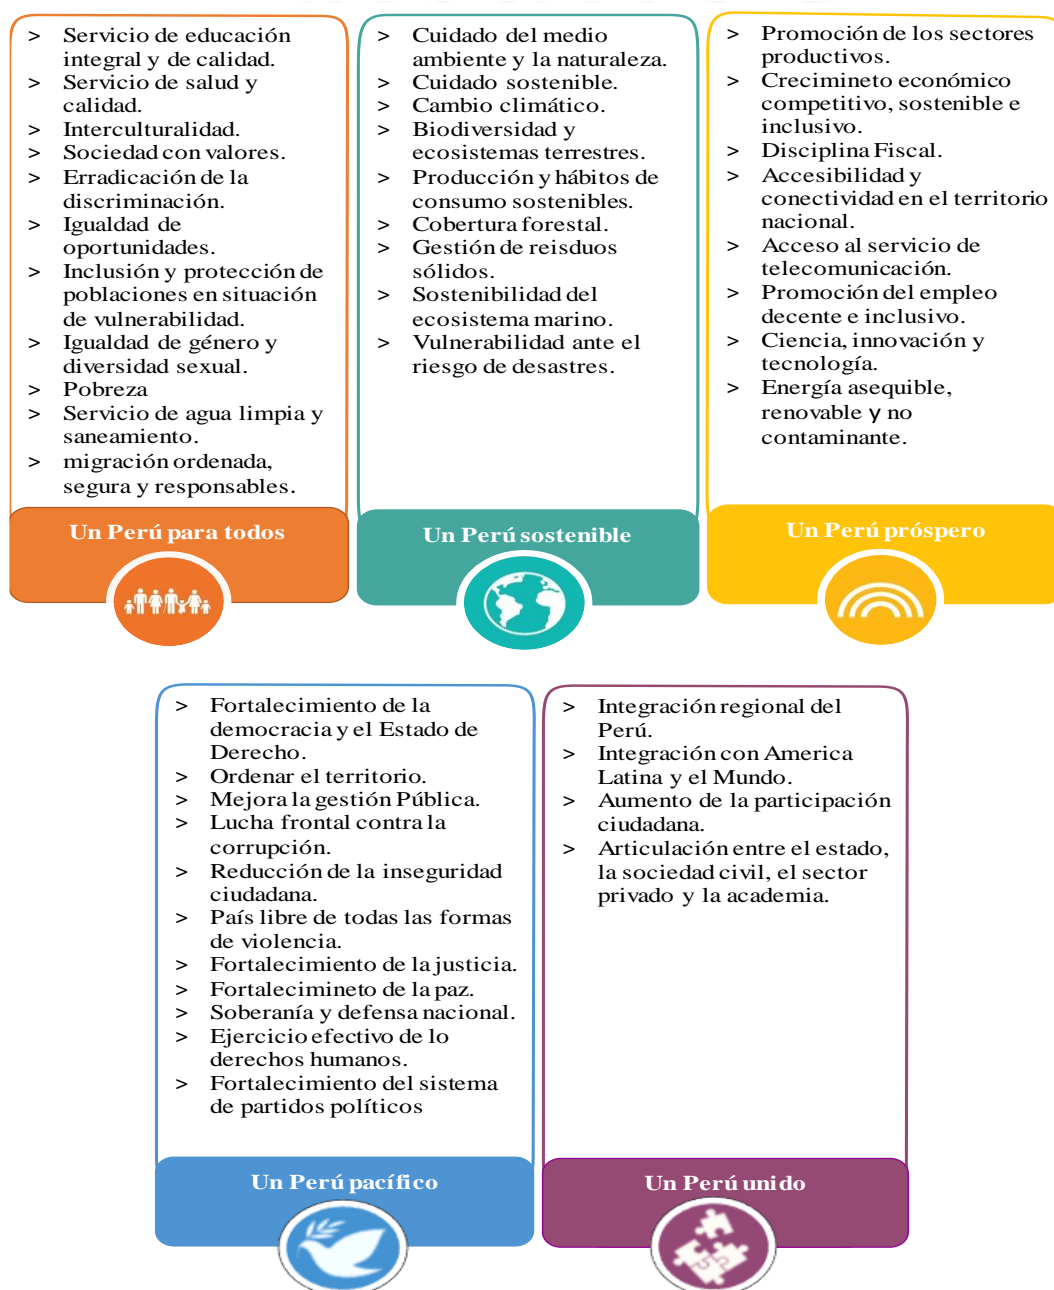 > Servicio de educación
integral y de calidad.
> Servicio de salud y
calidad.
> Interculturalidad.
> Sociedad con valores.
> Erradicación de la
discriminación.
> Igualdad de
oportunidades.
> Inclusión y protección de
poblaciones en situación
de vulnerabilidad.
> Igualdad de género y
diversidad sexual.
> Pobreza
> Servicio de agua limpia y
saneamiento.
> migración ordenada,
segura y responsables.
Un Perú para todos
> Cuidado del medio
ambiente y la naturaleza.
> Cuidado sostenible.
> Cambio climático.
> Biodiversidad y
ecosistemas terrestres.
> Producción y hábitos de
consumo sostenibles.
> Cobertura forestal.
> Gestión de reisduos
sólidos.
> Sostenibilidad del
ecosistema marino.
> Vulnerabilidad ante el
riesgo de desastres.
Un Perú sostenible
> Promoción de los sectores
productivos.
> Crecimineto económico
competitivo, sostenible e
inclusivo.
> Disciplina Fiscal.
> Accesibilidad y
conectividad en el territorio
nacional.
> Acceso al servicio de
telecomunicación.
> Promoción del empleo
decente e inclusivo.
> Ciencia, innovación y
tecnología.
> Energía asequible,
renovable y no
contaminante.
Un Perú próspero
> Fortalecimiento de la
democracia y el Estado de
Derecho.
> Ordenar el territorio.
> Mejora la gestión Pública.
> Lucha frontal contra la
corrupción.
> Reducción de la inseguridad
ciudadana.
> País libre de todas las formas
de violencia.
> Fortalecimiento de la justicia.
> Fortalecimineto de la paz.
> Soberanía y defensa nacional.
> Ejercicio efectivo de lo
derechos humanos.
> Fortalecimiento del sistema
de partidos políticos
Un Perú pacífico
> Integración regional del
Perú.
> Integración con America
Latina y el Mundo.
> Aumento de la participación
ciudadana.
> Articulación entre el estado,
la sociedad civil, el sector
privado y la academia.
Un Perú unido